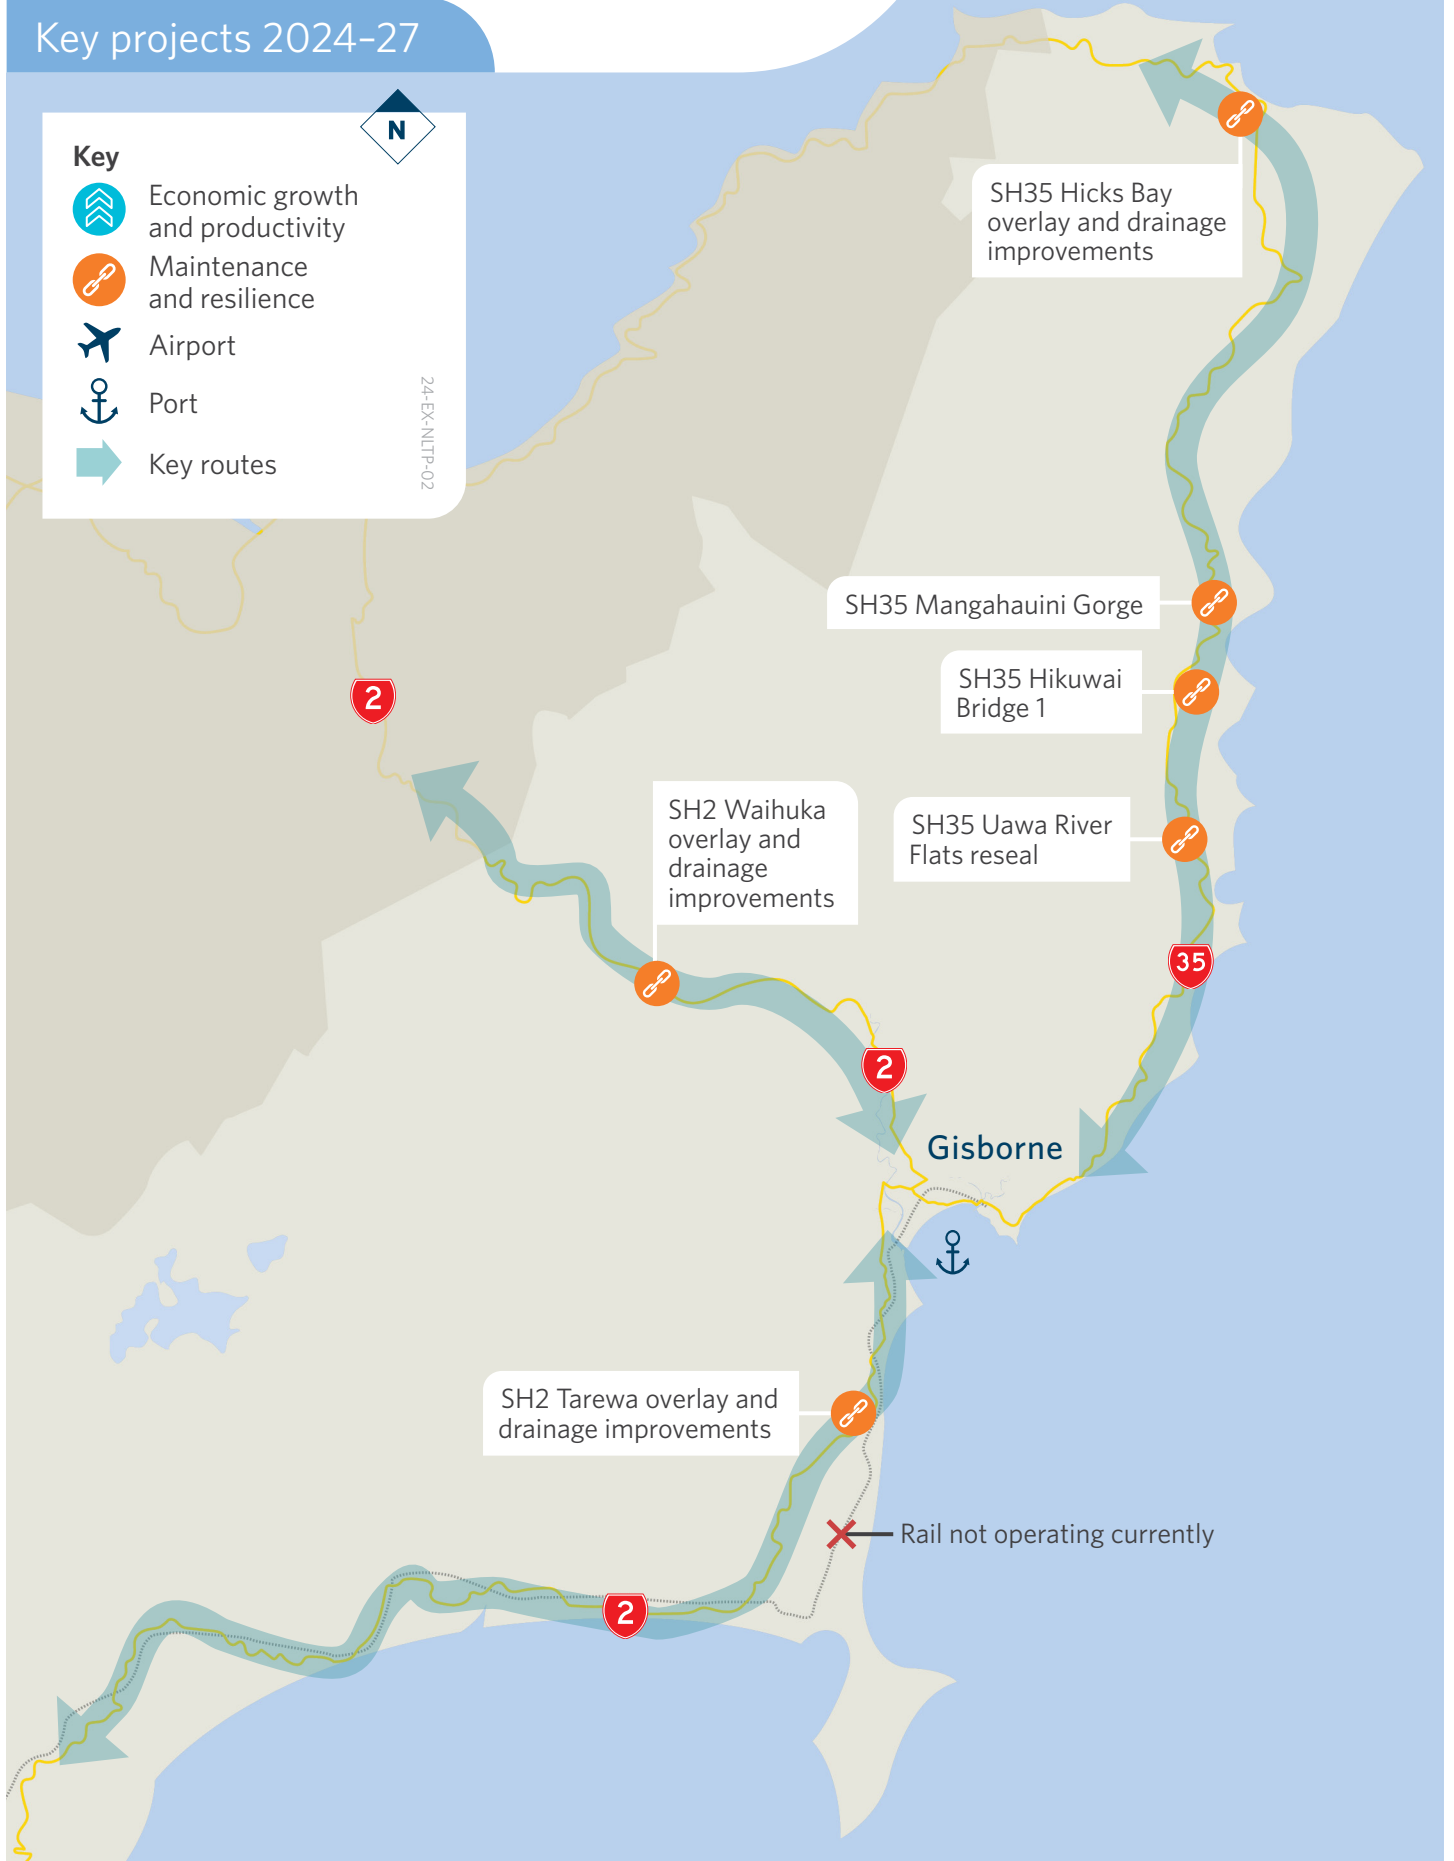 Key projects 2024–27
N
Key
Economic growth
and productivity
Maintenance
and resilience
Airport
Port
Key routes
24-EX-NLTP-02
SH35 Hicks Bay
overlay and drainage
improvements
SH35 Mangahauini Gorge
SH35 Hikuwai
Bridge 1
2
SH2 Waihuka
overlay and
drainage
improvements
SH35 Uawa River
Flats reseal
35
2
Gisborne
SH2 Tarewa overlay and
drainage improvements
Rail not operating currently
2